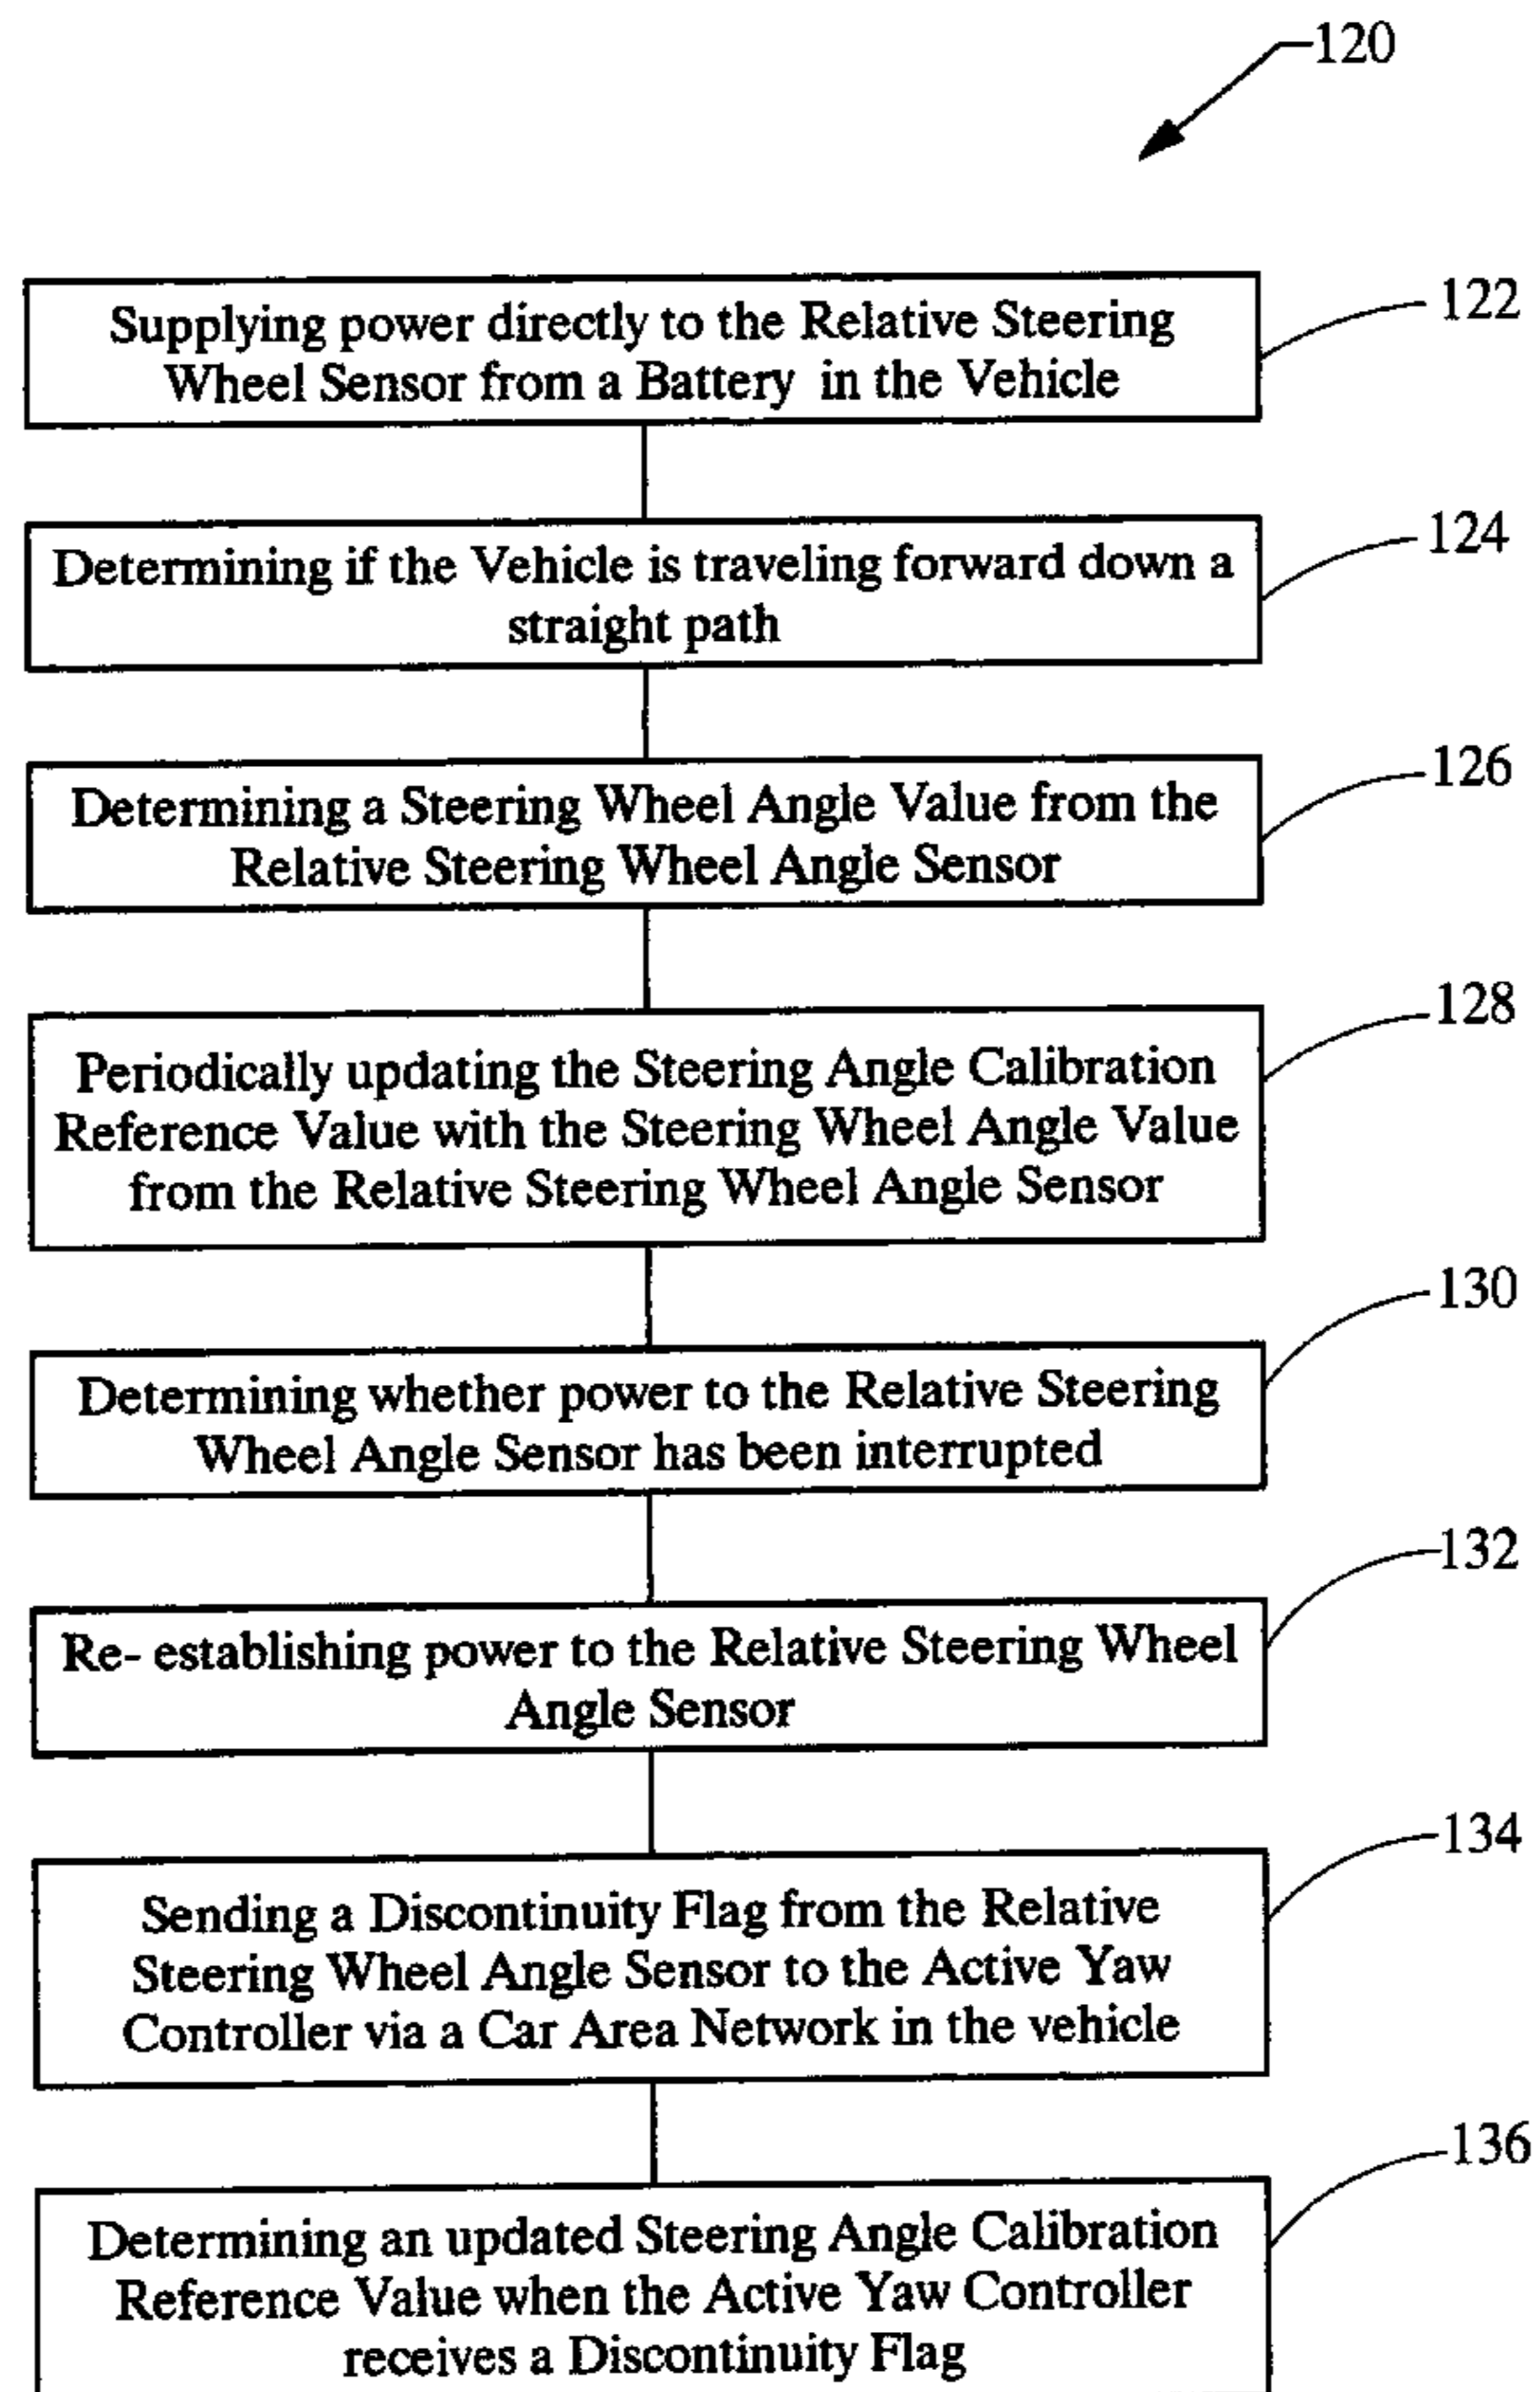 120
Supplying power directly to the Relative Steering
Wheel Sensor from a Battery in the Vehicle
122
Determining if the Vehicle is traveling forward down a
straight path
124
Determining a Steering Wheel Angle Value from the
Relative Steering Wheel Angle Sensor
126
Periodically updating the Steering Angle Calibration
Reference Value with the Steering Wheel Angle Value
from the Relative Steering Wheel Angle Sensor
128
Determining whether power to the Relative Steering
Wheel Angle Sensor has been interrupted
130
Re- establishing power to the Relative Steering Wheel
Angle Sensor
132
Sending a Discontinuity Flag from the Relative
Steering Wheel Angle Sensor to the Active Yaw
Controller via a Car Area Network in the vehicle
134
Determining an updated Steering Angle Calibration
Reference Value when the Active Yaw Controller
receives a Discontinuity Flag
136